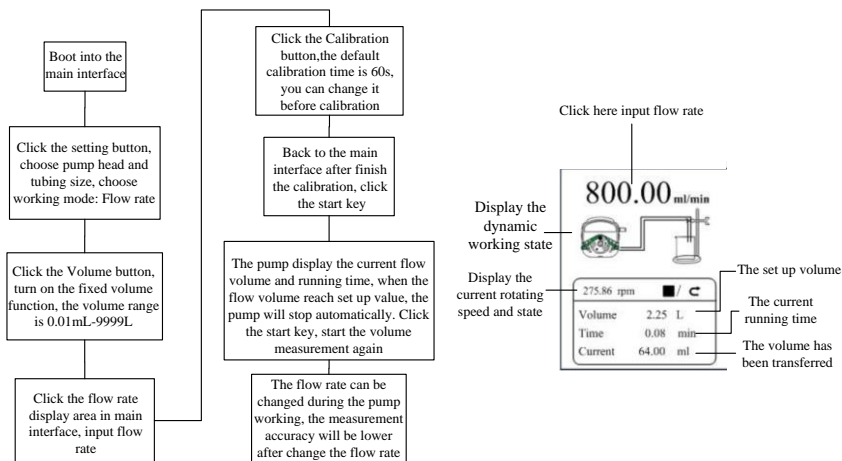 Boot into the
main interface
Click the setting button,
choose pump head and
tubing size, choose
working mode: Flow rate
Click the Volume button,
turn on the fixed volume
function, the volume range
is 0.01mL-9999L
Click the flow rate
display area in main
interface, input flow
rate
Click the Calibration
button,the default
calibration time is 60s,
you can change it
before calibration
Back to the main
interface after finish
the calibration, click
the start key
The pump display the current flow
volume and running time, when the
flow volume reach set up value, the
pump will stop automatically. Click
the start key, start the volume
measurement again
The flow rate can be
changed during the pump
working, the measurement
accuracy will be lower
after change the flow rate
Click here input flow rate
800.00 ml/min
Display the
dynamic
working state
Display the
current rotating
speed and state
275.86 rpm /
Volume 2.25 L
Time 0.08 min
Current 64.00 ml
The set up volume
The current
running time
The volume has
been transferred